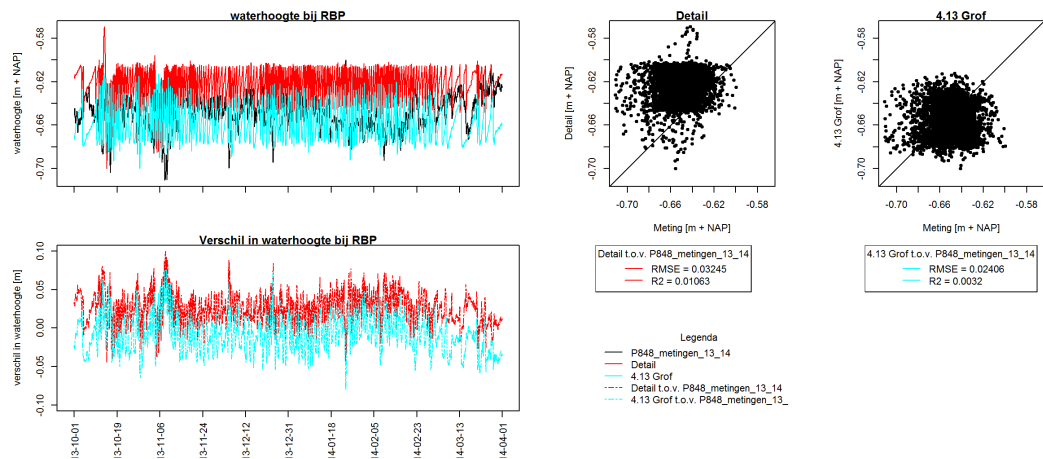 waterhoogte bij RBP
waterhoogte [m + NAP]
-0.58
-0.62
-0.66
-0.70
Detail
Detail [m + NAP]
-0.58
-0.62
-0.66
-0.70
-0.70
-0.66
-0.62
-0.58
Meting [m + NAP]
4.13 Grof
4.13 Grof [m + NAP]
-0.58
-0.62
-0.66
-0.70
-0.70
-0.66
-0.62
-0.58
Meting [m + NAP]
Verschil in waterhoogte bij RBP
verschil in waterhoogte [m]
0.10
0.05
0.00
-0.05
-0.10
13-10-01
13-10-19
13-11-06
13-11-24
13-12-12
13-12-31
14-01-18
14-02-05
14-02-23
14-03-13
14-04-01
Detail t.o.v. P848_metingen_13_14
RMSE = 0.03245
R2 = 0.01063
4.13 Grof t.o.v. P848_metingen_13_14
RMSE = 0.02406
R2 = 0.0032
Legenda
P848_metingen_13_14
Detail
4.13 Grof
Detail t.o.v. P848_metingen_13_14
4.13 Grof t.o.v. P848_metingen_13_